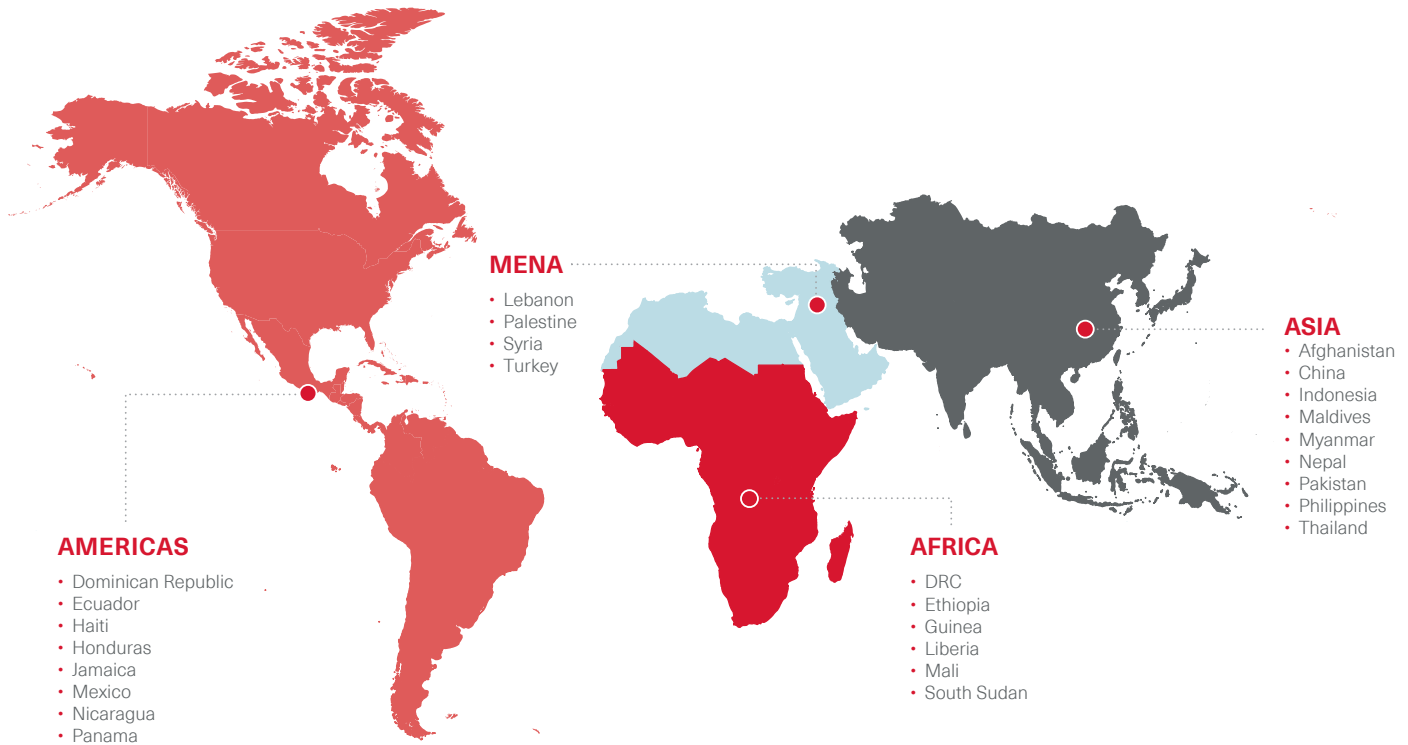 MENA
• Lebanon
• Palestine
• Syria
• Turkey
ASIA
• Afghanistan
• China
• Indonesia
• Maldives
• Myanmar
• Nepal
• Pakistan
• Philippines
• Thailand
AMERICAS
• Dominican Republic
• Ecuador
• Haiti
• Honduras
• Jamaica
• Mexico
• Nicaragua
• Panama
AFRICA
• DRC
• Ethiopia
• Guinea
• Liberia
• Mali
• South Sudan